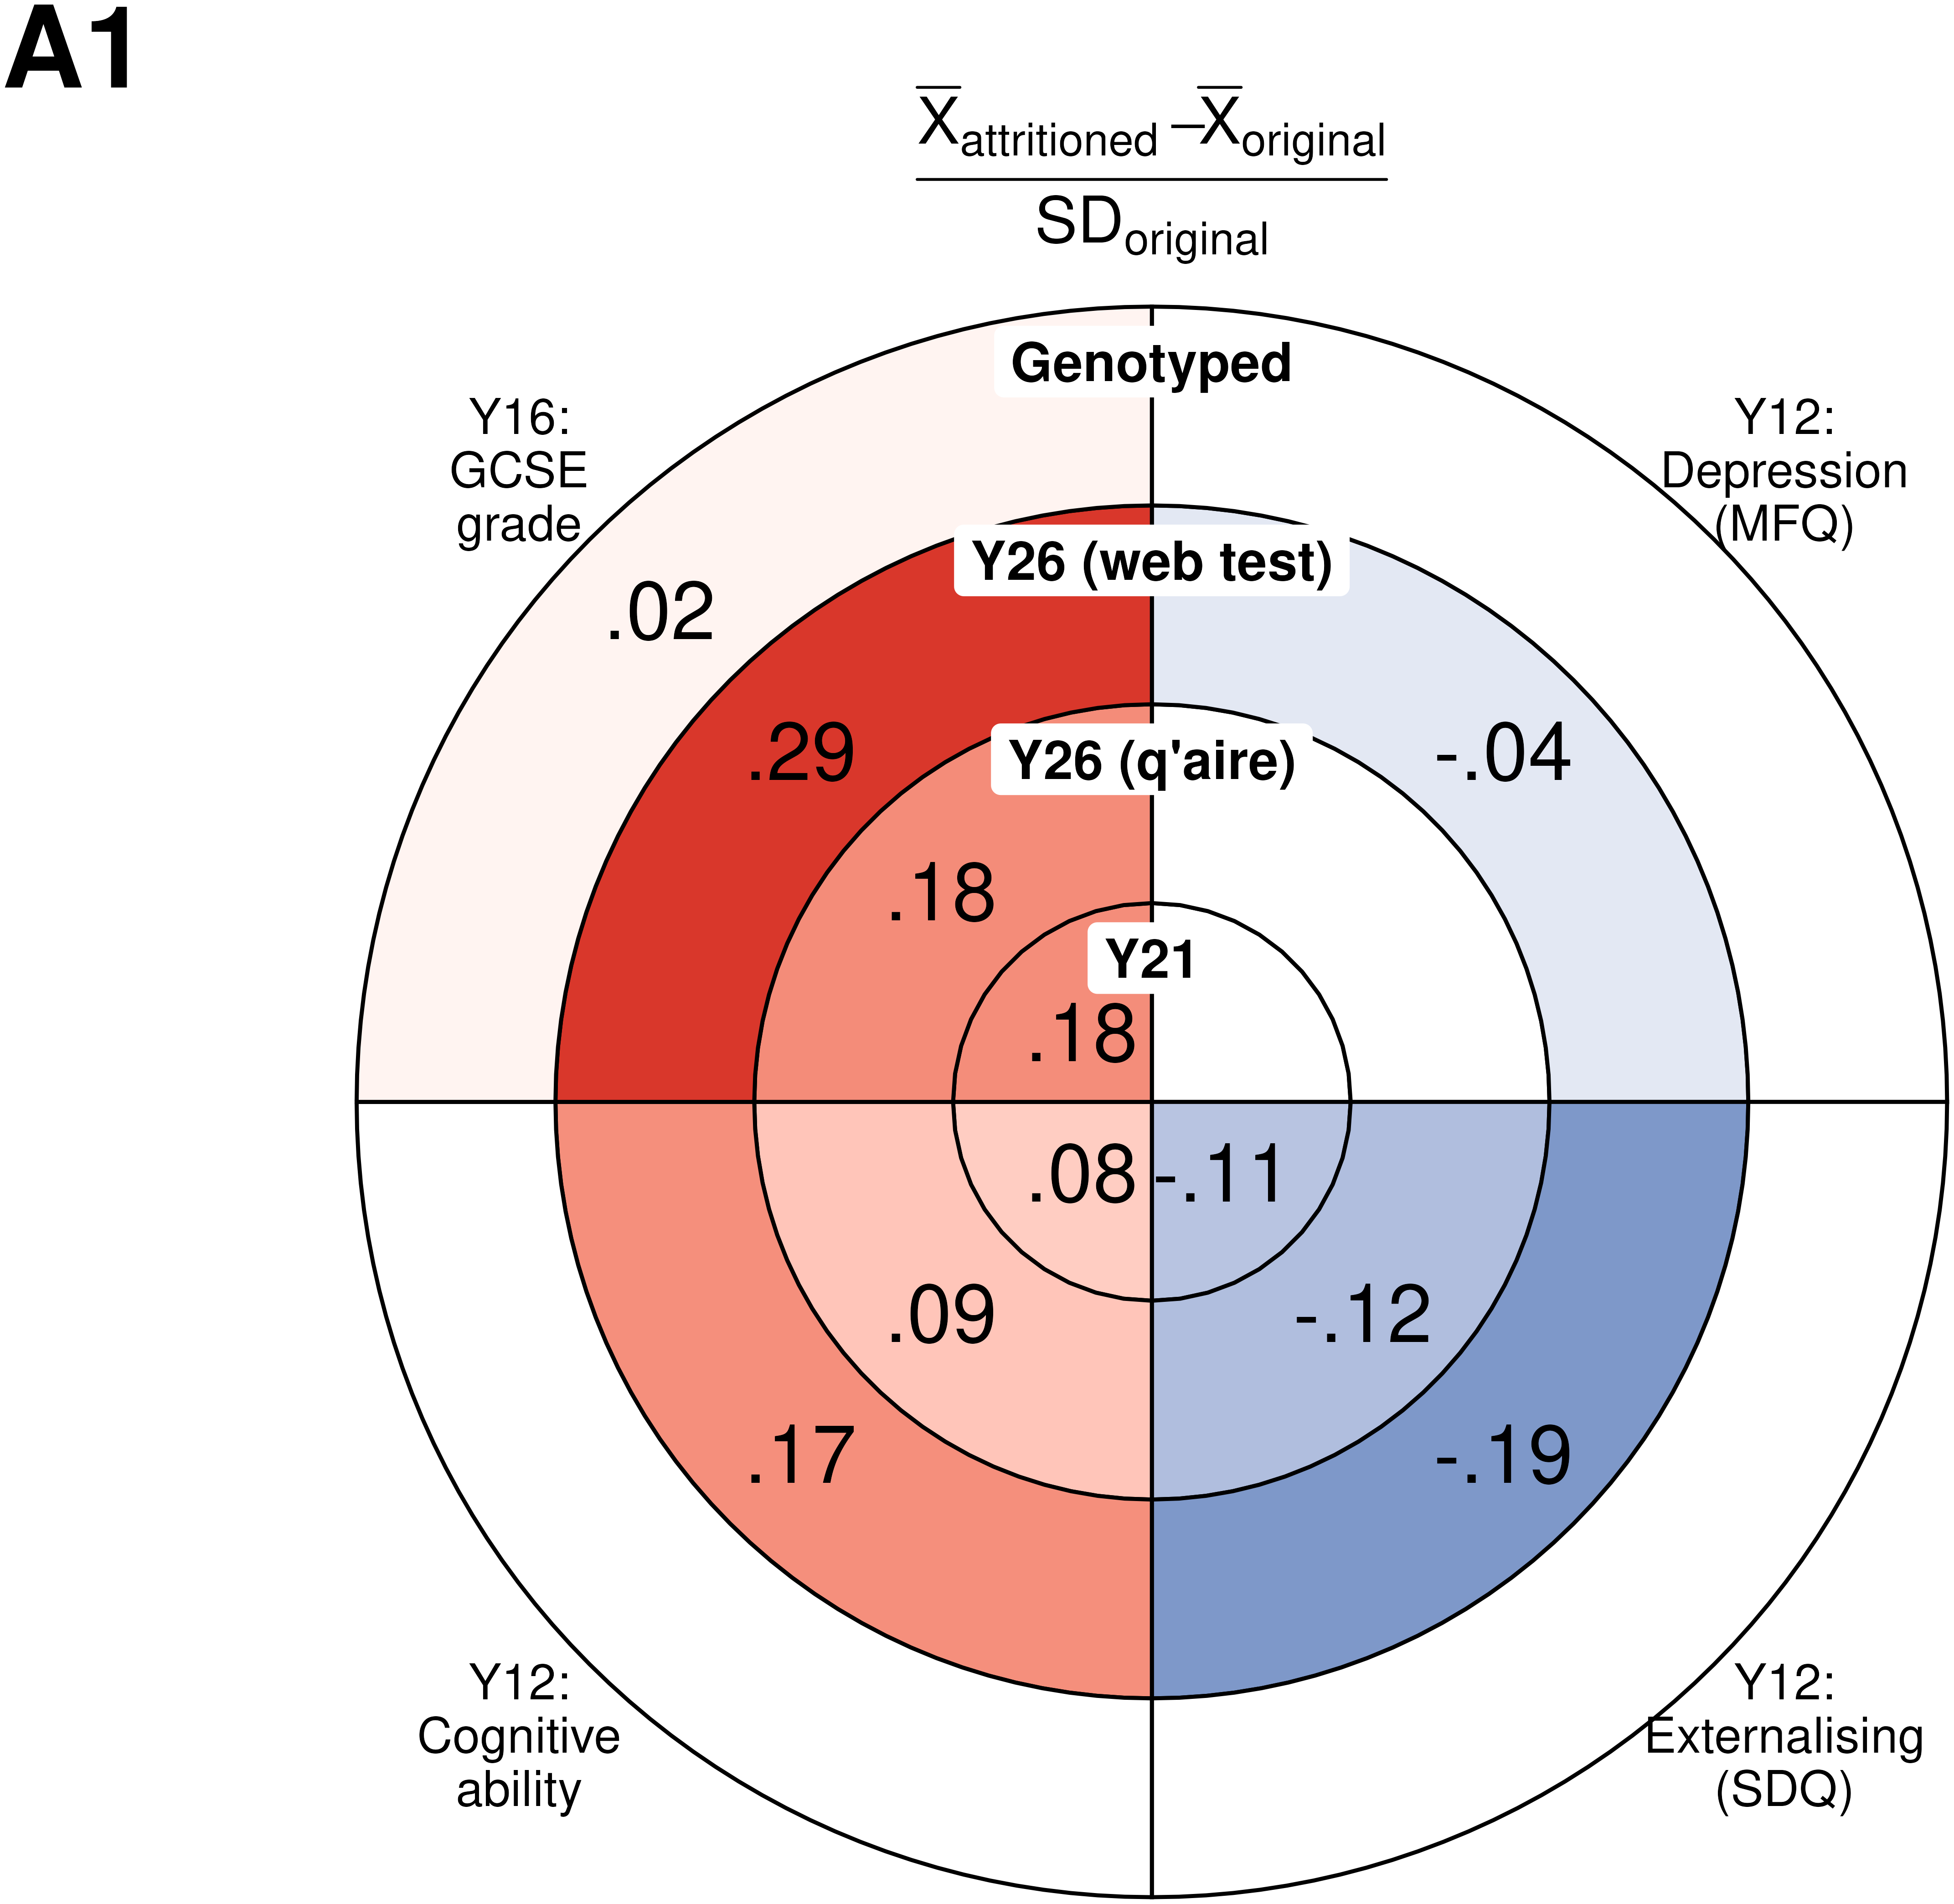 A1
X̅attritioned –X̅original
SDoriginal
Genotyped
Y16:
GCSE
grade
Y12:
Depression
(MFQ)
Y26 (web test)
.02
.29
-.04
Y26 (q'aire)
.18
Y21
.18
.08
-.11
.09
-.12
.17
-.19
Y12:
Cognitive
ability
Y12:
Externalising
(SDQ)